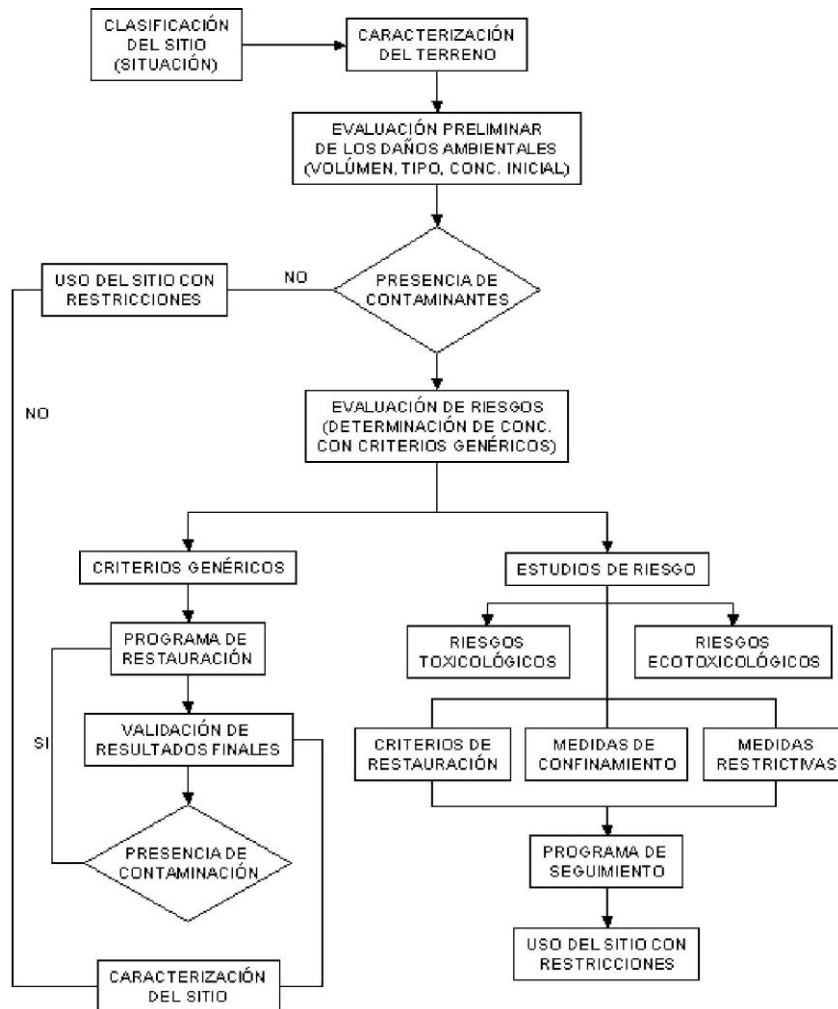 CLASIFICACIÓN
DEL SITIO
(SITUACIÓN)
CARACTERIZACIÓN
DEL TERRENO
EVALUACIÓN PRELIMINAR
DE LOS DAÑOS AMBIENTALES
(VOLÚMEN, TIPO, CONC. INICIAL)
PRESENCIA DE
CONTAMINANTES
NO
USO DEL SITIO CON
RESTRICCIONES
NO
EVALUACIÓN DE RIESGOS
(DETERMINACIÓN DE CONC.
CON CRITERIOS GENÉRICOS)
CRITERIOS GENÉRICOS
PROGRAMA DE
RESTAURACIÓN
VALIDACIÓN DE
RESULTADOS FINALES
SI
PRESENCIA DE
CONTAMINACIÓN
CARACTERIZACIÓN
DEL SITIO
ESTUDIOS DE RIESGO
RIESGOS
TOXICOLÓGICOS
RIESGOS
ECOTOXICOLÓGICOS
CRITERIOS DE
RESTAURACIÓN
MEDIDAS DE
CONFINAMIENTO
MEDIDAS
RESTRICTIVAS
PROGRAMA DE
SEGUIMIENTO
USO DEL SITIO CON
RESTRICCIONES